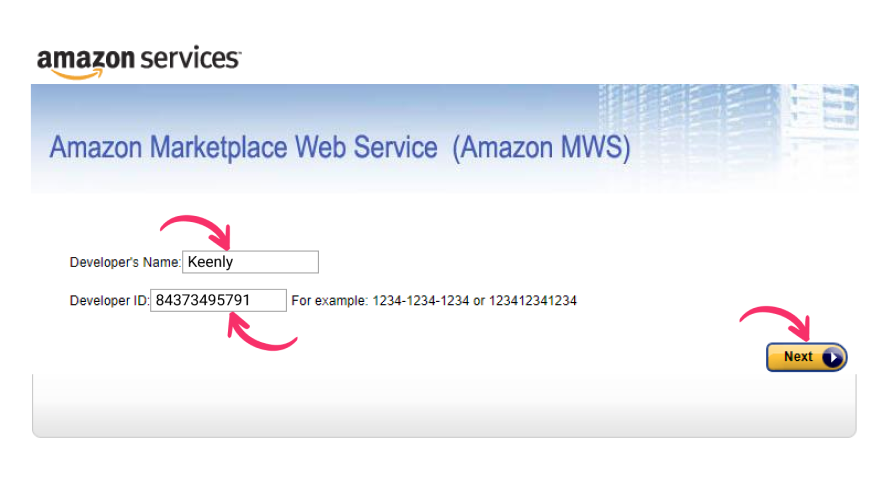 amazon services
Amazon Marketplace Web Service (Amazon MWS)
Developer's Name: Keenly
Developer ID: 84373495791 For example: 1234-1234-1234 or 123412341234
Next